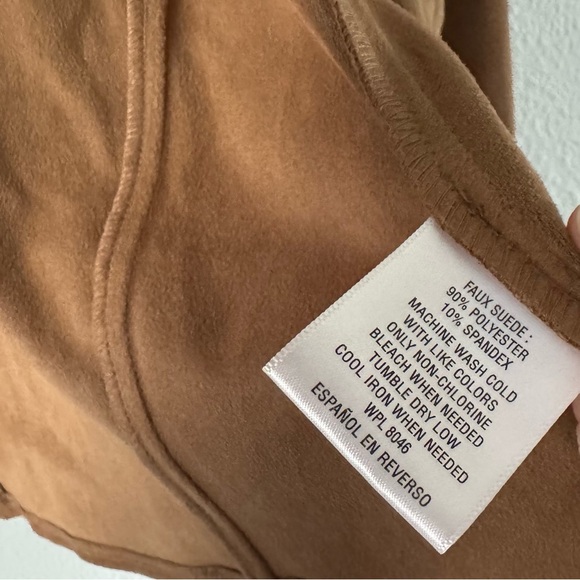 FAUX SUEDE :
90% POLYESTER
10% SPANDEX
MACHINE WASH COLD
WITH LIKE COLORS
ONLY NON-CHLORINE
BLEACH WHEN NEEDED
TUMBLE DRY LOW
COOL IRON WHEN NEEDED
WPL 8046
ESPAÑOL EN REVERSO